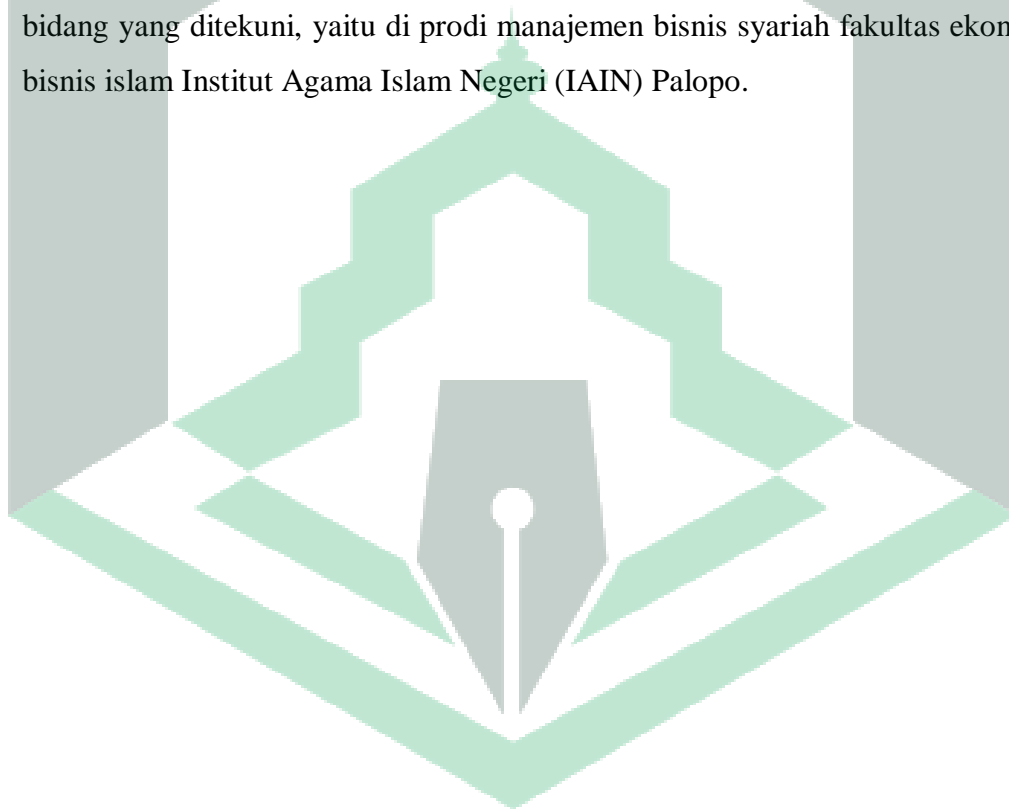 bidang yang ditekuni, yaitu di prodi manajemen bisnis syariah fakultas ekon
bisnis islam Institut Agama Islam Negeri (IAIN) Palopo.